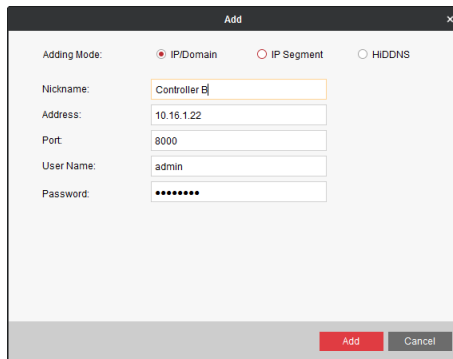 Add ×
Adding Mode: IP/Domain IP Segment HiDDNS
Nickname: Controller B
Address: 10.16.1.22
Port: 8000
User Name: admin
Password: ●●●●●●●●
Add Cancel